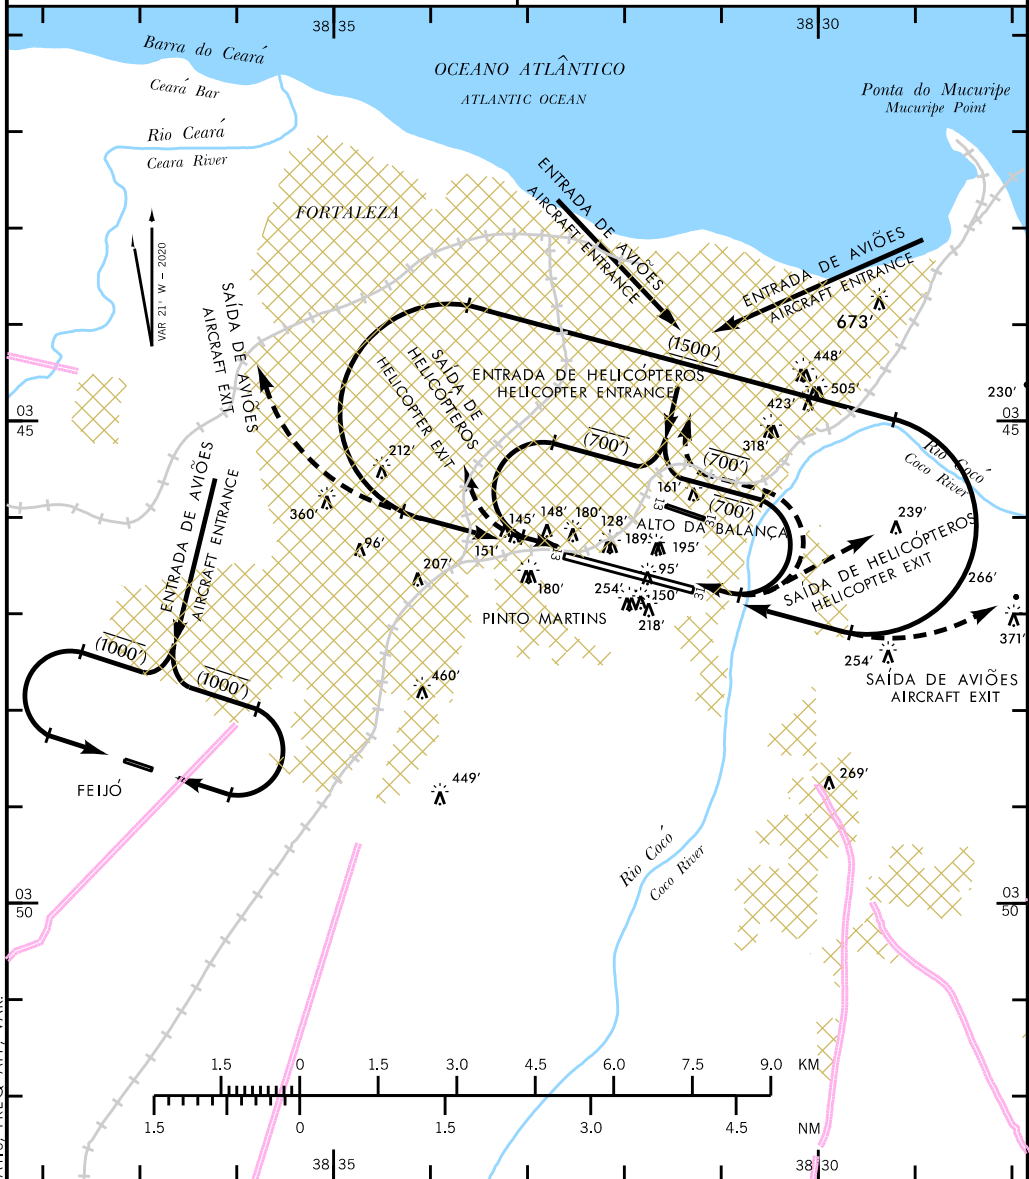 38 35
38 30
Barra do Ceará
Ceará Bar
OCEANO ATLÂNTICO
ATLANTIC OCEAN
Ponta do Mucuripe
Mucuripe Point
Rio Ceará
Ceara River
FORTALEZA
ENTRADA DE AVIÕES
AIRCRAFT ENTRANCE
ENTRADA DE AVIÕES
AIRCRAFT ENTRANCE
VAR 21' W – 2020
SAÍDA DE AVIÕES
AIRCRAFT EXIT
673'
(1500')
SAÍDA DE
HELICÓPTEROS
HELICOPTER EXIT
ENTRADA DE HELICÓPTEROS
HELICOPTER ENTRANCE
448'
505'
423'
230'
03
45
03
45
318'
(700')
(700')
(700')
212'
360'
161'
Rio Cocó
Coco River
13
31
ALTO DA BALANÇA
ENTRADA DE AVIÕES
AIRCRAFT ENTRANCE
96'
207'
151'
145'
148'
180'
128'
189'
195'
239'
13
31
95'
180'
254'
150'
218'
PINTO MARTINS
SAÍDA DE HELICÓPTEROS
HELICOPTER EXIT
266'
371'
254'
SAÍDA DE AVIÕES
AIRCRAFT EXIT
(1000')
(1000')
460'
FEIJÓ
449'
269'
Rio Cocó
Coco River
03
50
03
50
1.5 0 1.5 3.0 4.5 6.0 7.5 9.0 KM
1.5 0 1.5 3.0 4.5 NM
38 35
38 30